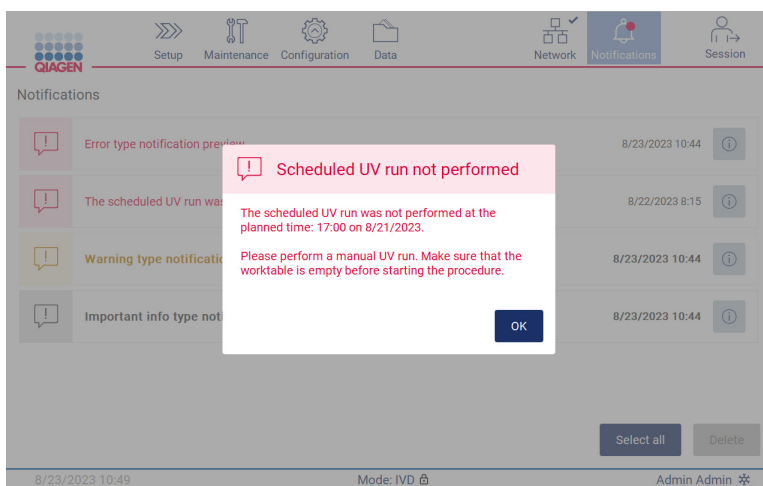 QIAGEN
Setup
Maintenance
Configuration
Data
Network
Notifications
Session
Notifications
Error type notification preview
8/23/2023 10:44
The scheduled UV run was
8/22/2023 8:15
Warning type notificatio
8/23/2023 10:44
Important info type noti
8/23/2023 10:44
Scheduled UV run not performed
The scheduled UV run was not performed at the
planned time: 17:00 on 8/21/2023.
Please perform a manual UV run. Make sure that the
worktable is empty before starting the procedure.
OK
Select all
Delete
8/23/2023 10:49
Mode: IVD
Admin Admin